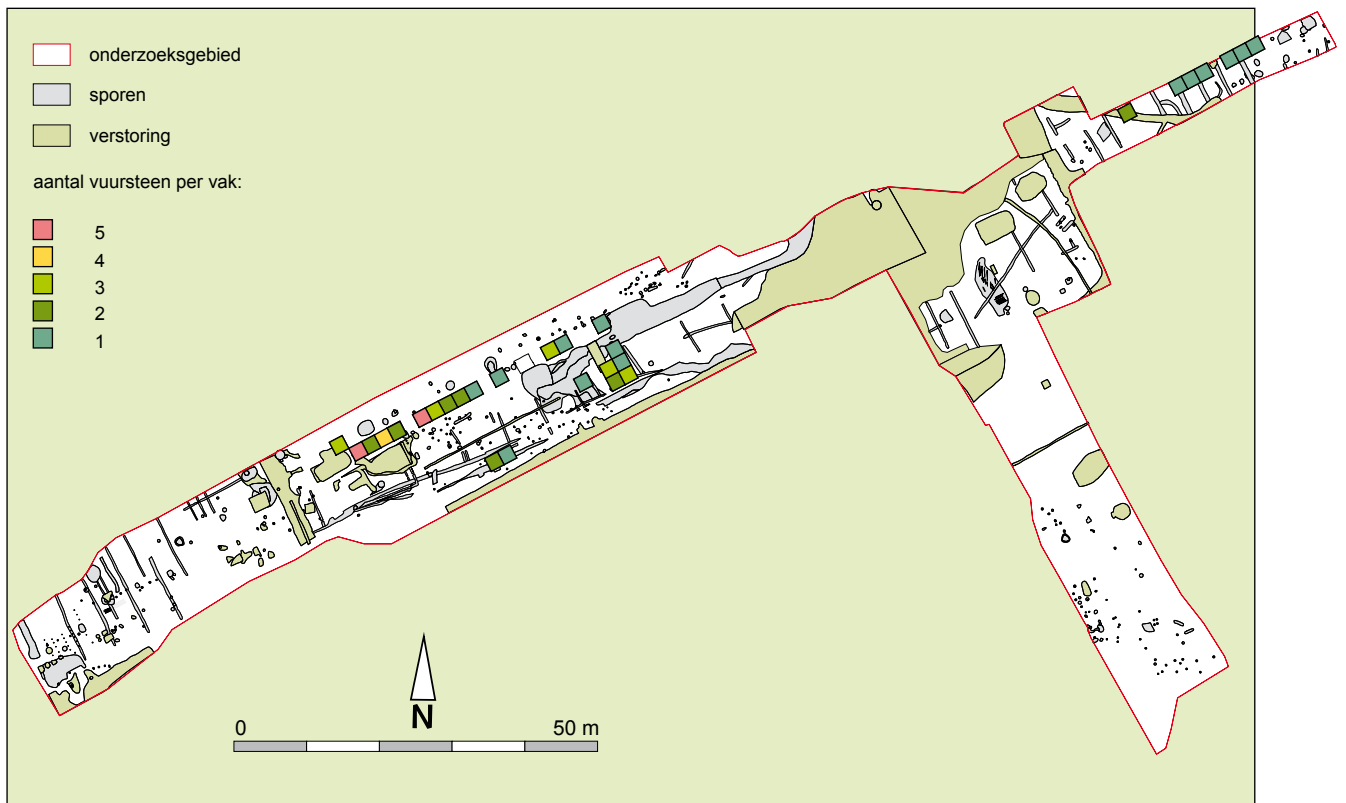 onderzoeksgebied
sporen
verstoring
aantal vuursteen per vak:
5
4
3
2
1
N
0 50 m